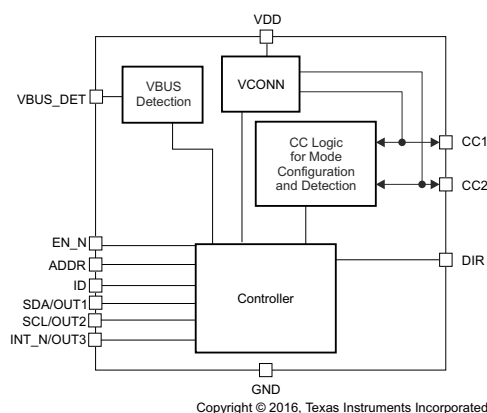 VDD
VBUS_DET
VBUS
Detection
VCONN
CC Logic
for Mode
Configuration
and Detection
CC1
CC2
EN_N
ADDR
ID
SDA/OUT1
SCL/OUT2
INT_N/OUT3
Controller
DIR
GND
Copyright © 2016, Texas Instruments Incorporated